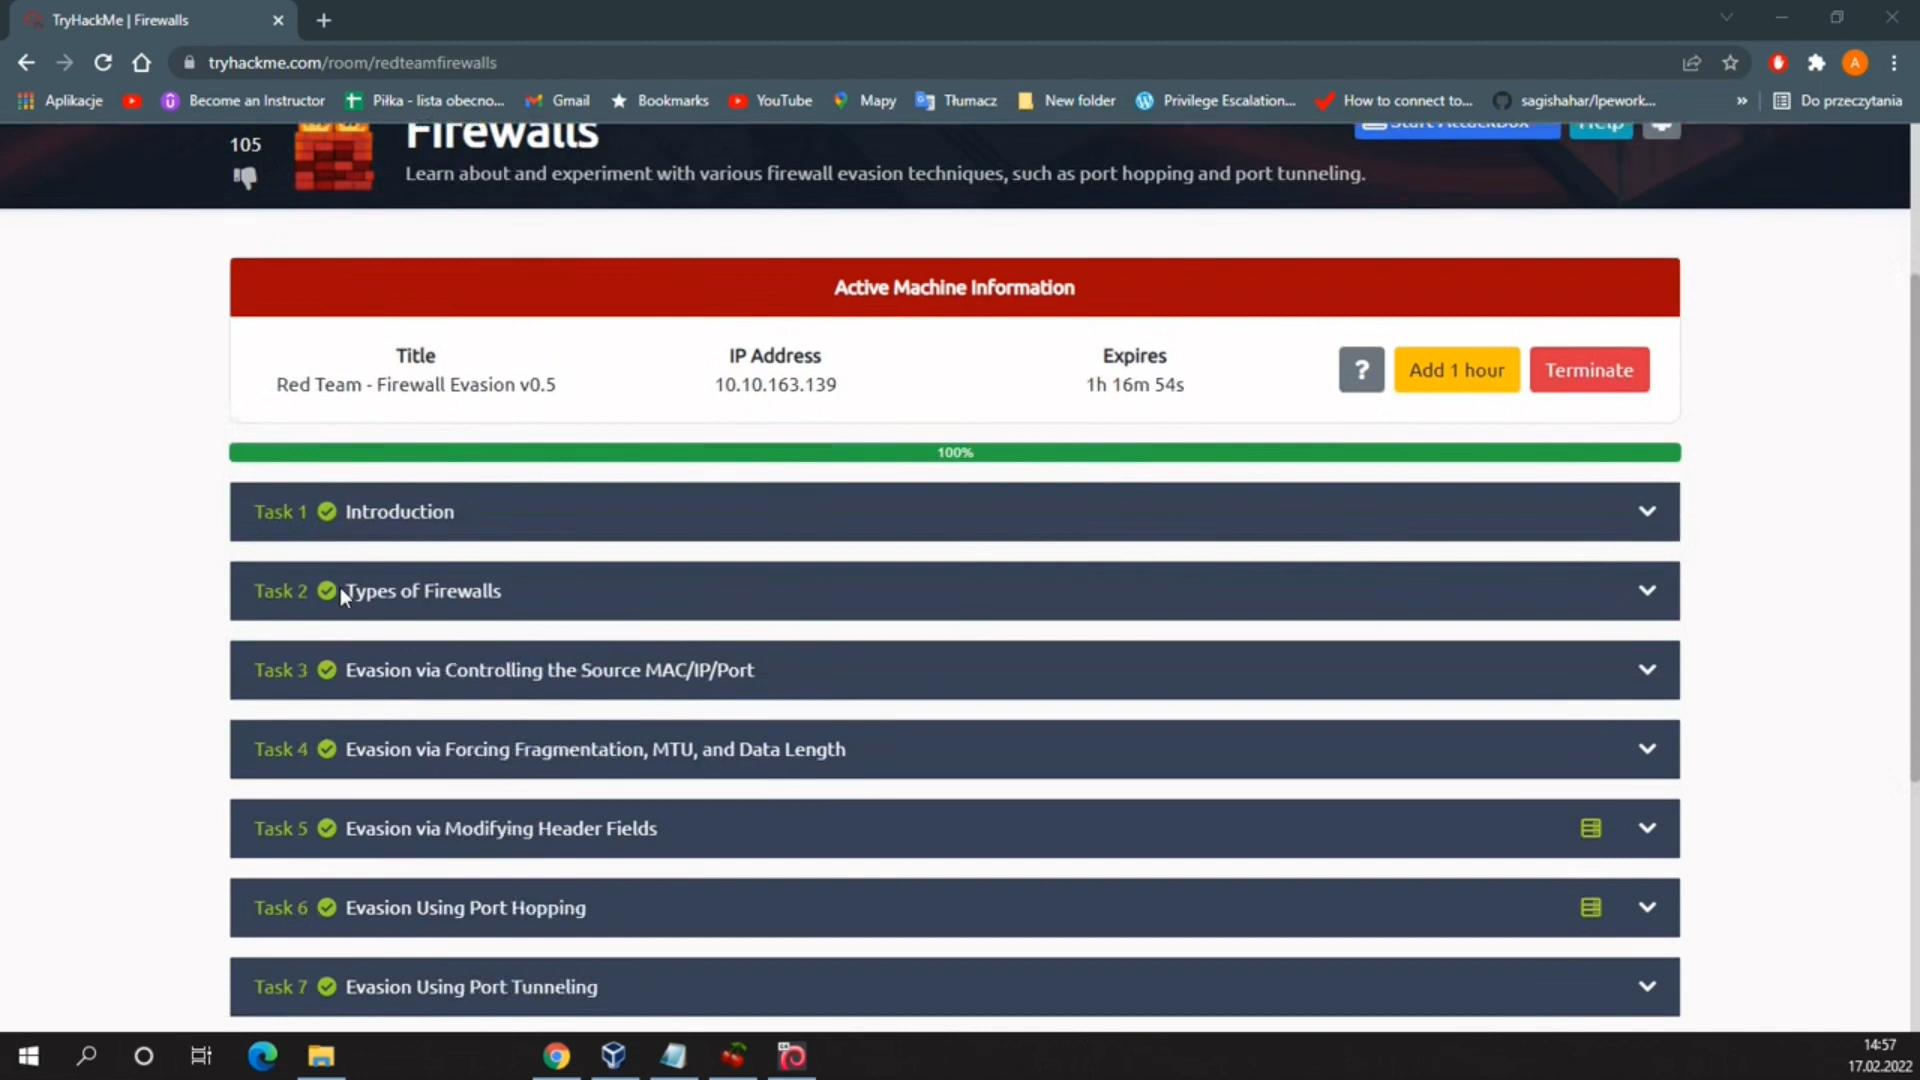 TryHackMe | Firewalls
tryhackme.com/room/redteamfirewalls
A
Aplikacje
Become an Instructor
Piłka - lista obecno...
Gmail
Bookmarks
YouTube
Mapy
Tłumacz
New folder
Privilege Escalation...
How to connect to...
sagishahar/lpework...
»
Do przeczytania
105
Firewalls
Start AttackBox
Help
Learn about and experiment with various firewall evasion techniques, such as port hopping and port tunneling.
Active Machine Information
Title
IP Address
Expires
Red Team - Firewall Evasion v0.5
10.10.163.139
1h 16m 54s
?
Add 1 hour
Terminate
100%
Task 1 Introduction
Task 2 Types of Firewalls
Task 3 Evasion via Controlling the Source MAC/IP/Port
Task 4 Evasion via Forcing Fragmentation, MTU, and Data Length
Task 5 Evasion via Modifying Header Fields
Task 6 Evasion Using Port Hopping
Task 7 Evasion Using Port Tunneling
14:57
17.02.2022